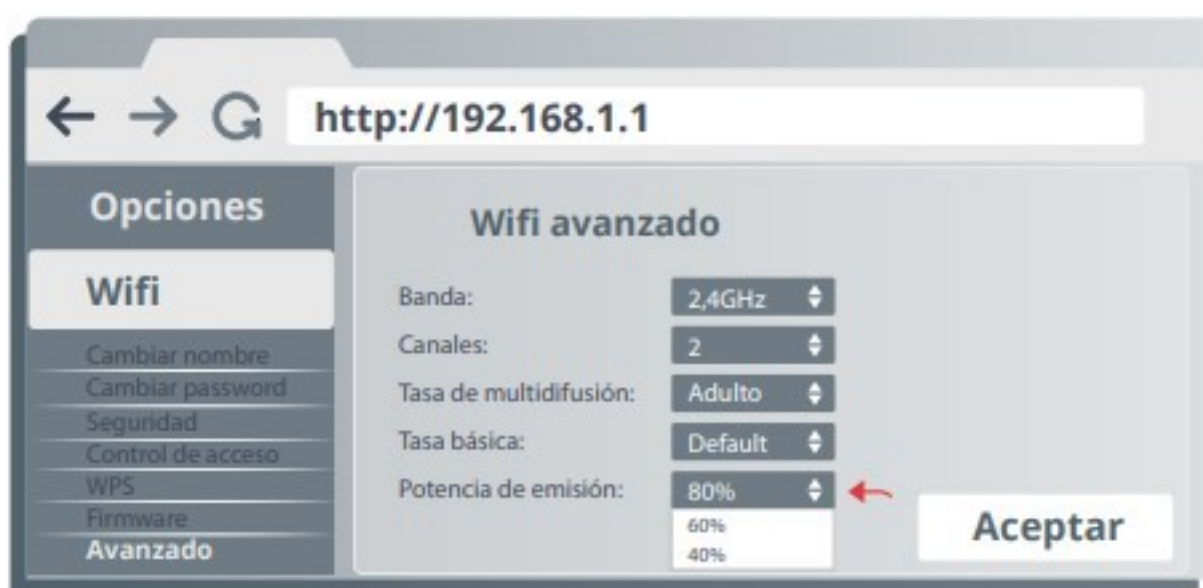 http://192.168.1.1
Opciones
Wifi
Cambiar nombre
Cambiar password
Seguridad
Control de acceso
WPS
Firmware
Avanzado
Wifi avanzado
Banda: 2,4GHz
Canales: 2
Tasa de multidifusión: Adulto
Tasa básica: Default
Potencia de emisión: 80%
60%
40%
Aceptar